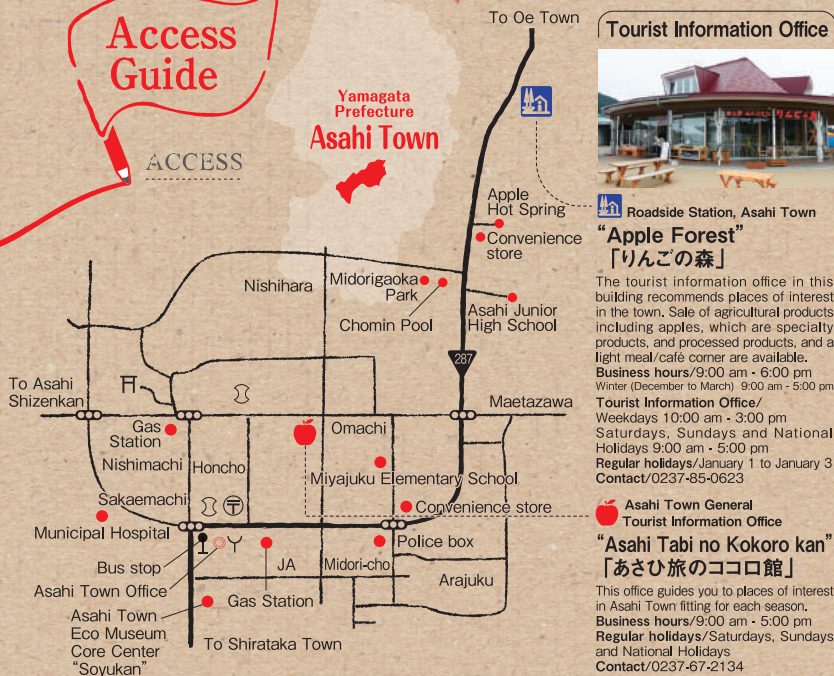 Access
Guide
ACCESS
Yamagata
Prefecture
Asahi Town
To Oe Town
Apple
Hot Spring
Convenience
store
Nishihara
Midorigaoka
Park
Chomin Pool
Asahi Junior
High School
287
To Asahi
Shizenkan
Maetazawa
Gas
Station
Omachi
Nishimachi
Honcho
Miyajuku Elementary School
Sakaemachi
Convenience store
Municipal Hospital
Police box
Bus stop
JA
Midori-cho
Asahi Town Office
Arajuku
Gas Station
Asahi Town
Eco Museum
Core Center
“Soyukan”
To Shirataka Town
Tourist Information Office
りんごの森
Roadside Station, Asahi Town
“Apple Forest”
「りんごの森」
The tourist information office in this
building recommends places of interest
in the town. Sale of agricultural products
including apples, which are specialty
products, and processed products, and a
light meal/café corner are available.
Business hours/9:00 am - 6:00 pm
Winter (December to March) 9:00 am - 5:00 pm
Tourist Information Office/
Weekdays 10:00 am - 3:00 pm
Saturdays, Sundays and National
Holidays 9:00 am - 5:00 pm
Regular holidays/January 1 to January 3
Contact/0237-85-0623
Asahi Town General
Tourist Information Office
“Asahi Tabi no Kokoro kan”
「あさひ旅のココロ館」
This office guides you to places of interest
in Asahi Town fitting for each season.
Business hours/9:00 am - 5:00 pm
Regular holidays/Saturdays, Sundays
and National Holidays
Contact/0237-67-2134